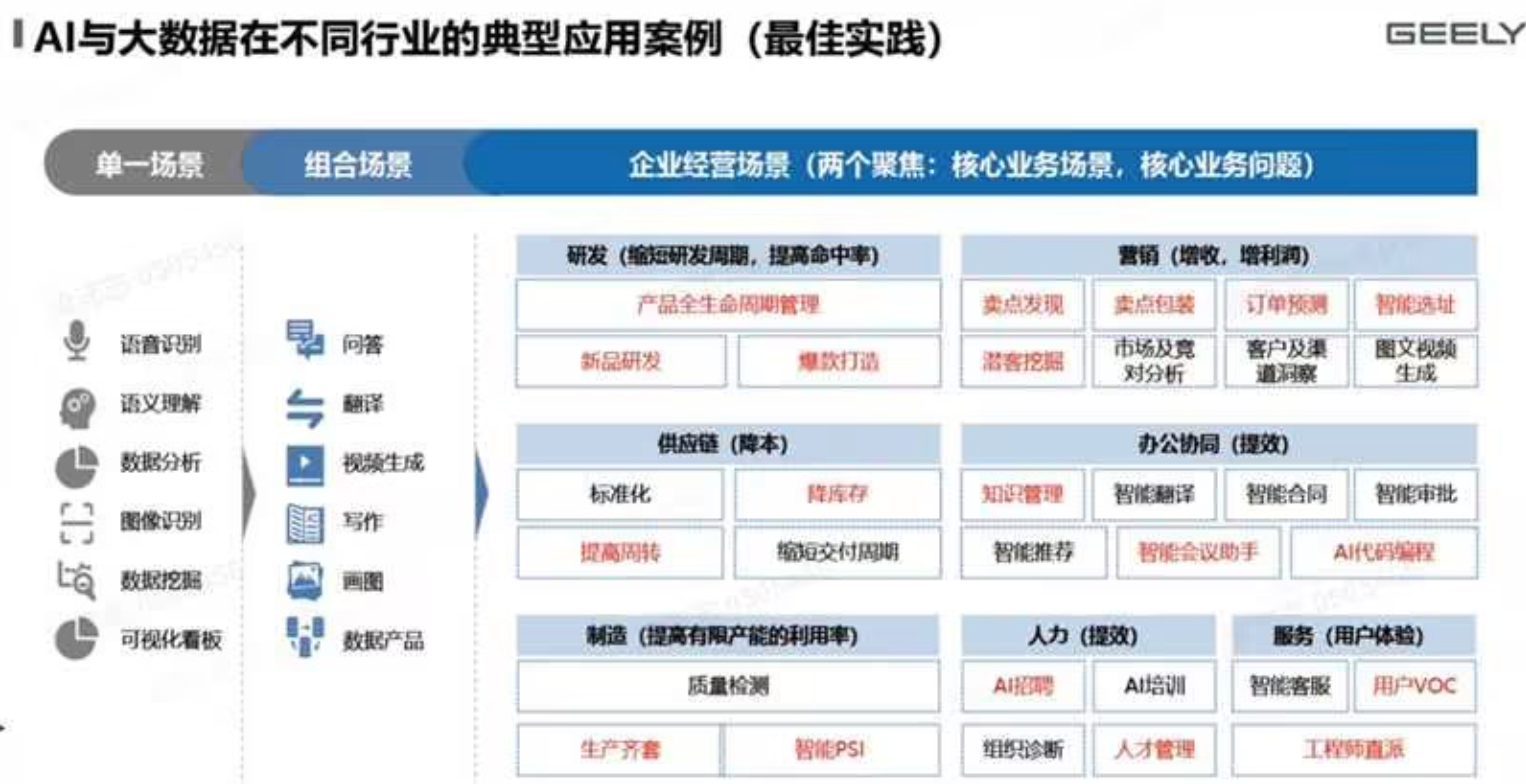 AI与大数据在不同行业的典型应用案例（最佳实践）
GEELY
单一场景
组合场景
企业经营场景（两个聚焦：核心业务场景，核心业务问题）
语音识别
语义理解
数据分析
图像识别
数据挖掘
可视化看板
问答
翻译
视频生成
写作
画图
数据产品
研发（缩短研发周期，提高命中率）
产品全生命周期管理
新品研发
爆款打造
营销（增收，增利润）
卖点发现
卖点包装
订单预测
智能选址
潜客挖掘
市场及竞
对分析
客户及渠
道洞察
图文视频
生成
供应链（降本）
标准化
降库存
提高周转
缩短交付周期
办公协同（提效）
知识管理
智能翻译
智能合同
智能审批
智能推荐
智能会议助手
AI代码编程
制造（提高有限产能的利用率）
质量检测
生产齐套
智能PSI
人力（提效）
AI招聘
AI培训
组织诊断
人才管理
服务（用户体验）
智能客服
用户VOC
工程师直派